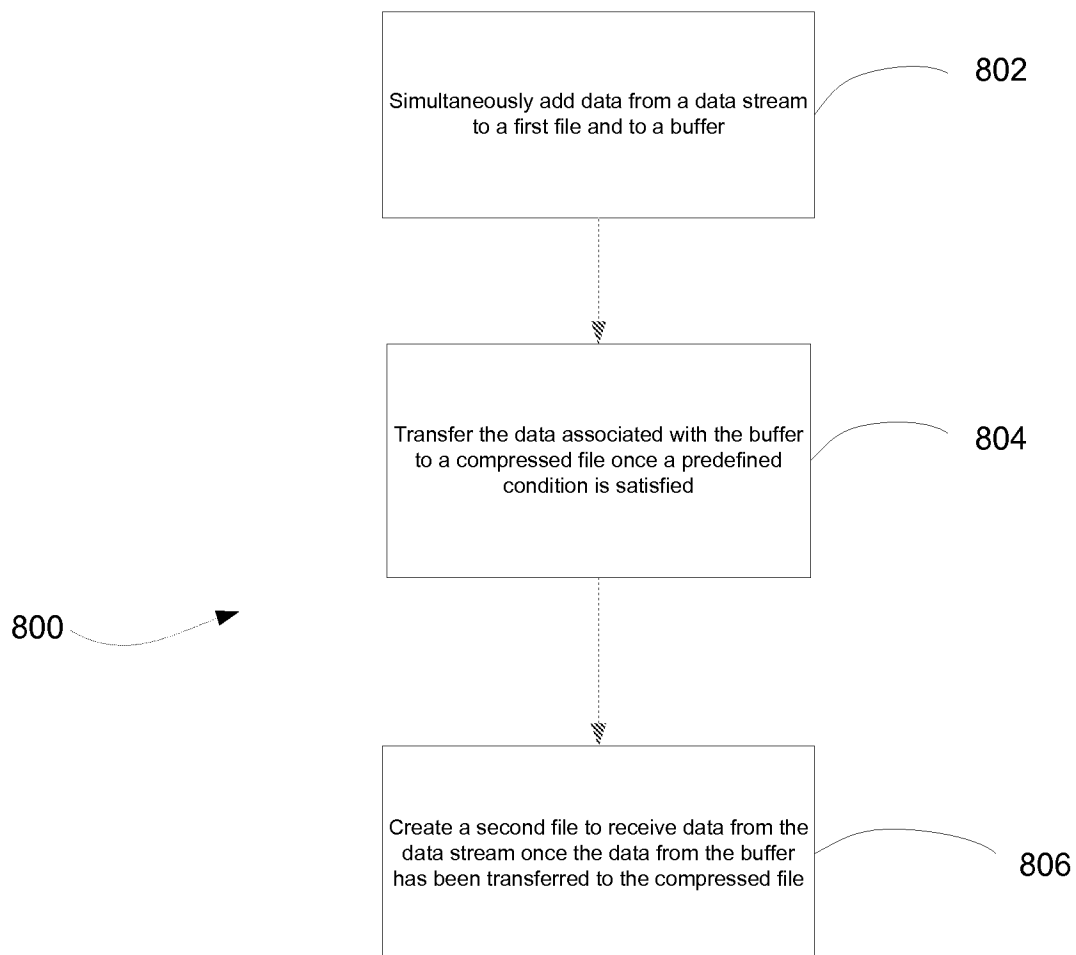 802
Simultaneously add data from a data stream
to a first file and to a buffer
804
Transfer the data associated with the buffer
to a compressed file once a predefined
condition is satisfied
800
Create a second file to receive data from the
data stream once the data from the buffer
has been transferred to the compressed file
806